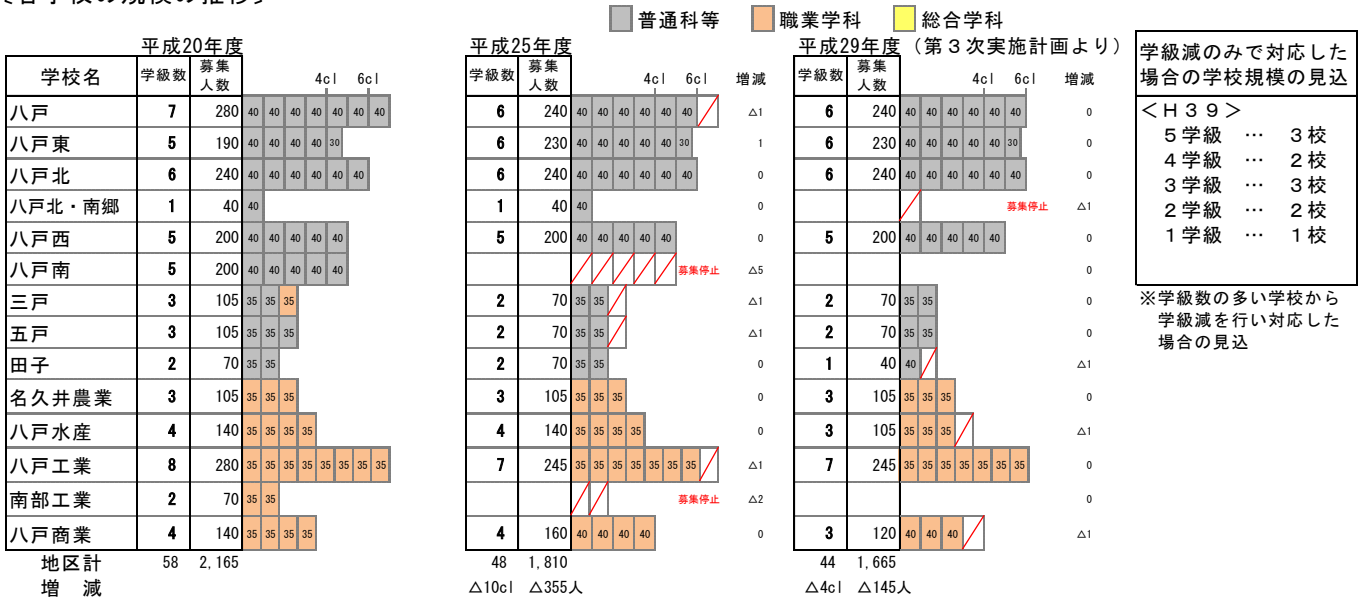 ＜各学校の規模の推移＞
普通科等 職業学科 総合学科
平成20年度 平成25年度 平成29年度（第３次実施計画より）
学校名 学級数 募集人数 4cl 6cl 学級数 募集人数 4cl 6cl 増減 学級数 募集人数 4cl 6cl 増減
八戸 7 280 40 40 40 40 40 40 40 6 240 40 40 40 40 40 40 △1 6 240 40 40 40 40 40 40 0
八戸東 5 190 40 40 40 40 30 6 230 40 40 40 40 40 30 1 6 230 40 40 40 40 40 30 0
八戸北 6 240 40 40 40 40 40 40 6 240 40 40 40 40 40 40 0 6 240 40 40 40 40 40 40 0
八戸北・南郷 1 40 40 1 40 40 0 募集停止 △1
八戸西 5 200 40 40 40 40 40 5 200 40 40 40 40 40 0 5 200 40 40 40 40 40 0
八戸南 5 200 40 40 40 40 40 募集停止 △5 0
三戸 3 105 35 35 35 2 70 35 35 △1 2 70 35 35 0
五戸 3 105 35 35 35 2 70 35 35 △1 2 70 35 35 0
田子 2 70 35 35 2 70 35 35 0 1 40 40 △1
名久井農業 3 105 35 35 35 3 105 35 35 35 0 3 105 35 35 35 0
八戸水産 4 140 35 35 35 35 4 140 35 35 35 35 0 3 105 35 35 35 △1
八戸工業 8 280 35 35 35 35 35 35 35 35 7 245 35 35 35 35 35 35 35 △1 7 245 35 35 35 35 35 35 35 0
南部工業 2 70 35 35 募集停止 △2 0
八戸商業 4 140 35 35 35 35 4 160 40 40 40 40 0 3 120 40 40 40 △1
地区計 58 2,165 48 1,810 44 1,665
増減 △10cl △355人 △4cl △145人
学級減のみで対応した
場合の学校規模の見込
＜Ｈ３９＞
５学級 … ３校
４学級 … ２校
３学級 … ３校
２学級 … ２校
１学級 … １校
※学級数の多い学校から
学級減を行い対応した
場合の見込